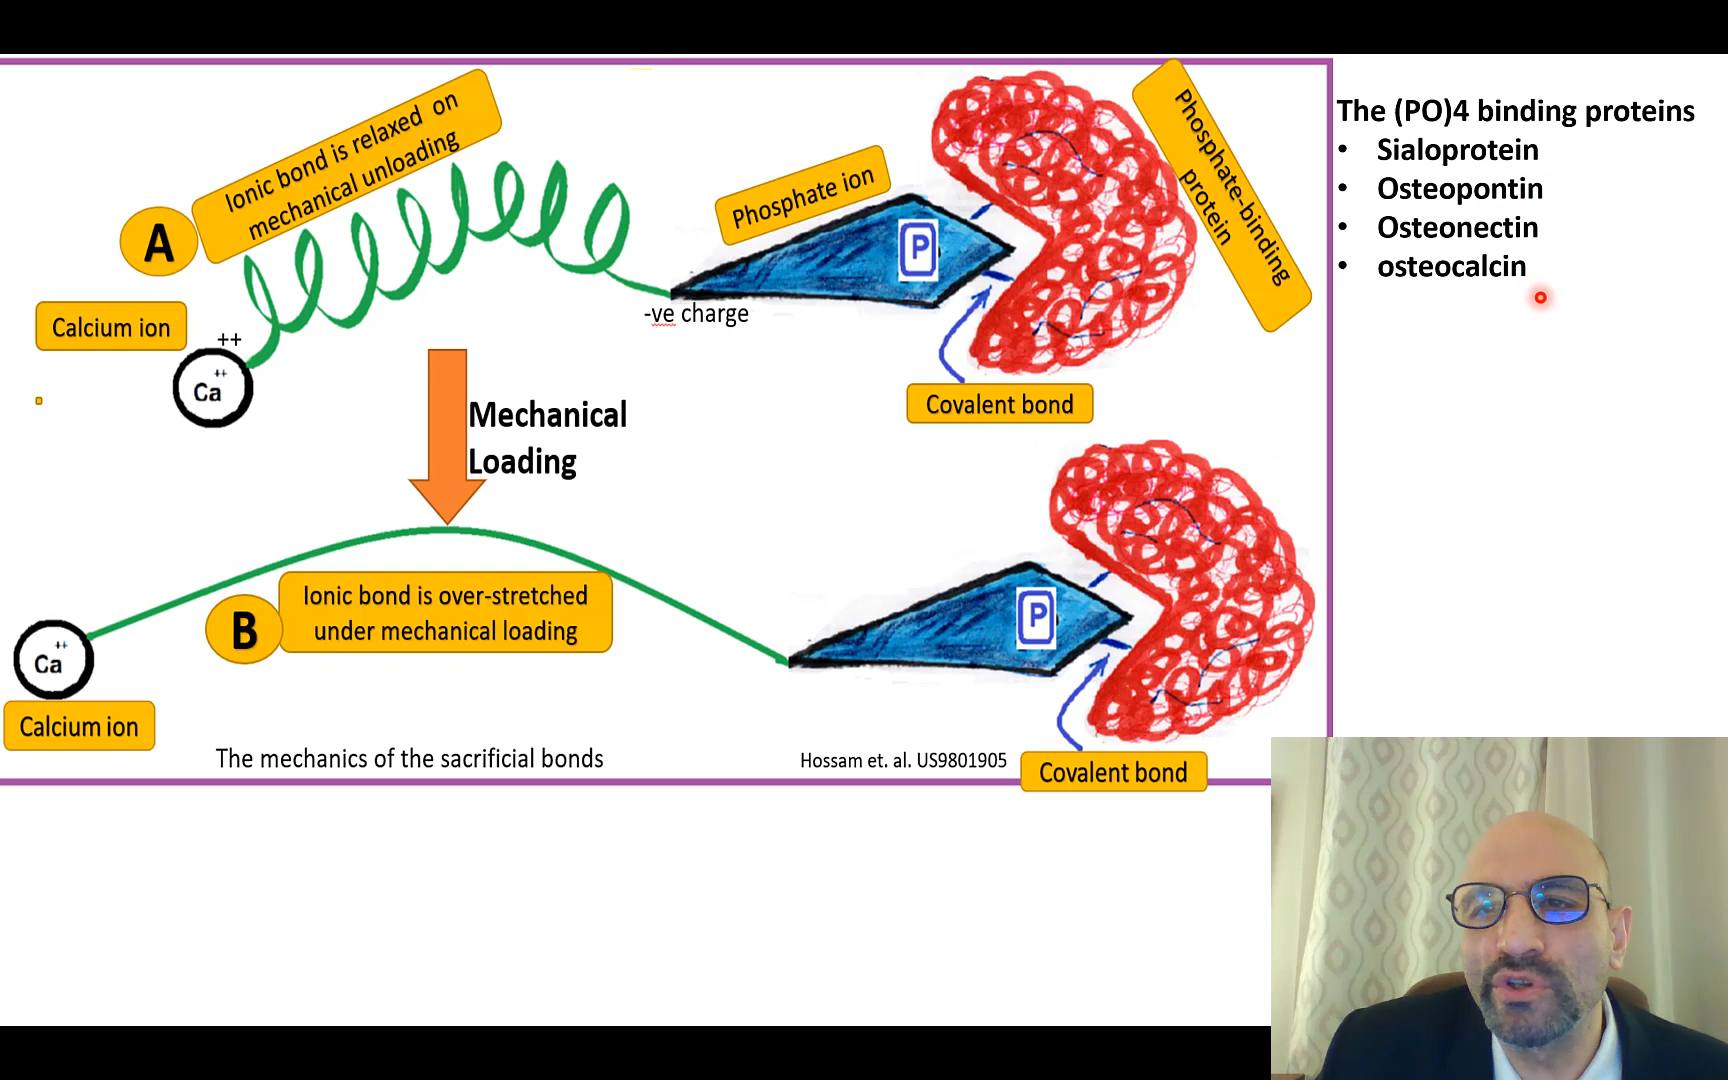 Ionic bond is relaxed on
mechanical unloading
A
Calcium ion
++
Ca
++
Phosphate ion
P
-ve charge
Phosphate-binding
protein
Covalent bond
Mechanical
Loading
B
Ionic bond is over-stretched
under mechanical loading
Ca
++
Calcium ion
P
Covalent bond
The mechanics of the sacrificial bonds
Hossam et. al. US9801905
The (PO)4 binding proteins
• Sialoprotein
• Osteopontin
• Osteonectin
• osteocalcin